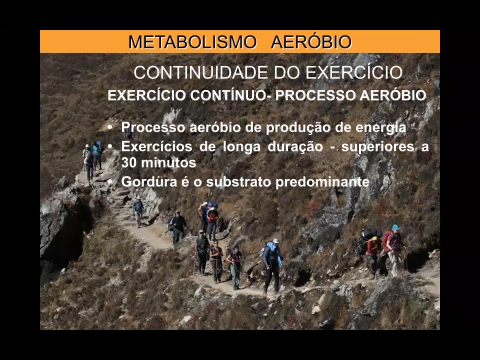 METABOLISMO AERÓBIO
CONTINUIDADE DO EXERCÍCIO
EXERCÍCIO CONTÍNUO- PROCESSO AERÓBIO
• Processo aeróbio de produção de energia
• Exercícios de longa duração - superiores a
30 minutos
• Gordura é o substrato predominante